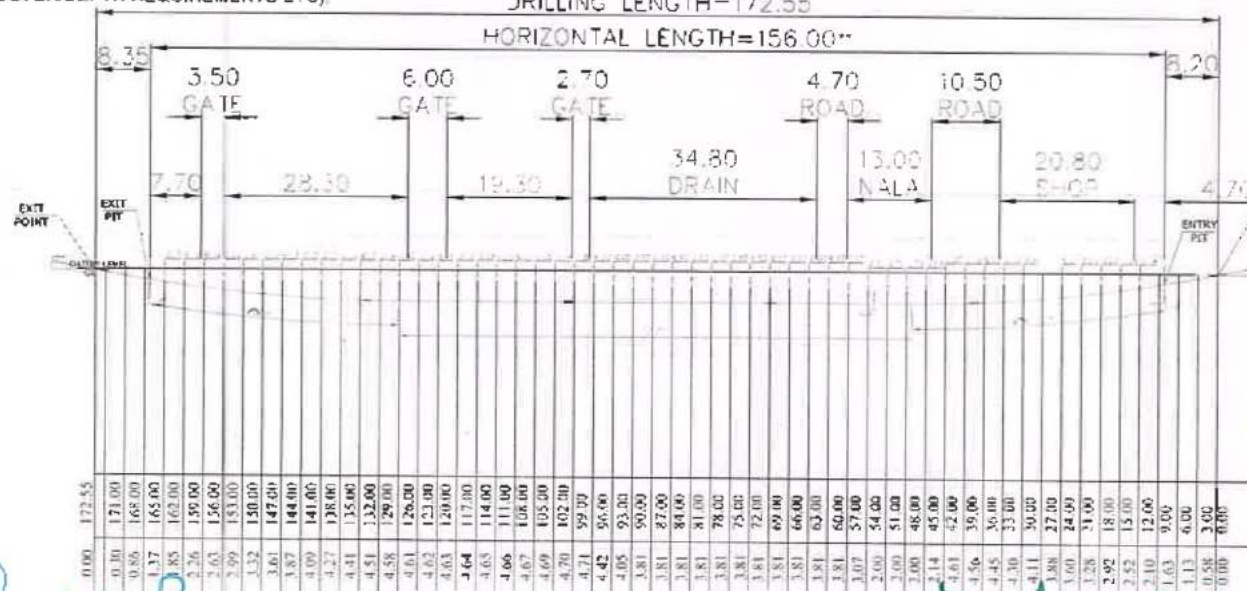 DRILLING LENGTH=172.55
HORIZONTAL LENGTH=156.00**
8.35 8.20
3.50 6.00 2.70 4.70 10.50
GATE GATE GATE ROAD ROAD
34.80 13.00 20.80
7.70 28.30 19.30 DRAIN NALA SHOP 4.70
EXIT POINT
EXIT PIT
ENTRY PIT
172.55 171.00 168.00 165.00 162.00 159.00 156.00 153.00 150.00 147.00 144.00 141.00 138.00 135.00 132.00 129.00 126.00 123.00 120.00 117.00 114.00 111.00 108.00 105.00 102.00 99.00 96.00 93.00 90.00 87.00 84.00 81.00 78.00 75.00 72.00 69.00 66.00 63.00 60.00 57.00 54.00 51.00 48.00 45.00 42.00 39.00 36.00 33.00 30.00 27.00 24.00 21.00 18.00 15.00 12.00 9.00 6.00 3.00 0.00
0.00 0.30 0.86 1.37 1.85 2.26 2.63 2.99 3.32 3.61 3.87 4.09 4.27 4.41 4.51 4.58 4.61 4.62 4.63 4.64 4.65 4.66 4.67 4.69 4.70 4.71 4.42 4.05 3.81 3.81 3.81 3.81 3.81 3.81 3.81 3.81 3.81 3.81 3.81 3.07 2.00 2.00 2.00 2.14 4.61 4.56 4.45 4.30 4.11 3.88 3.60 3.28 2.92 2.52 2.10 1.63 1.13 0.58 0.00